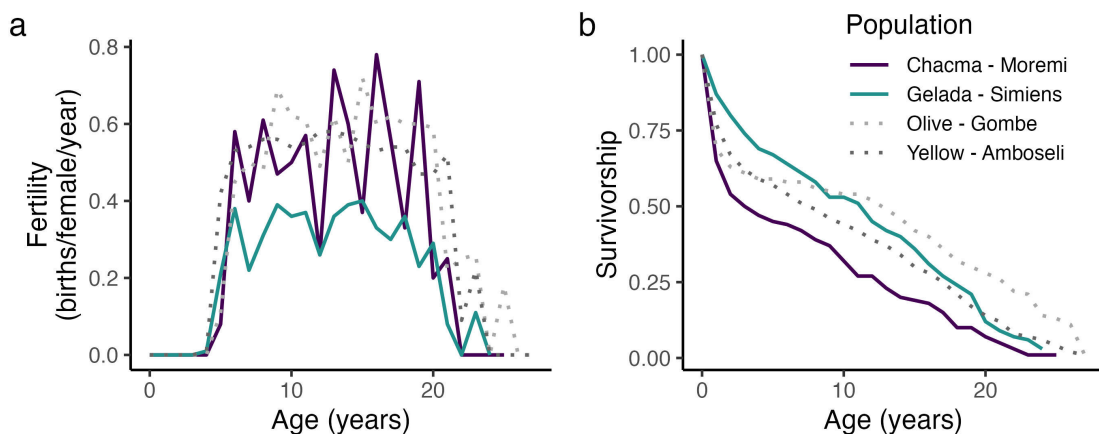 a
Fertility
(births/female/year)
0.8
0.6
0.4
0.2
0.0
0
10
20
Age (years)
b
Survivorship
1.00
0.75
0.50
0.25
0.00
0
10
20
Age (years)
Population
Chacma - Moremi
Gelada - Simiens
Olive - Gombe
Yellow - Amboseli